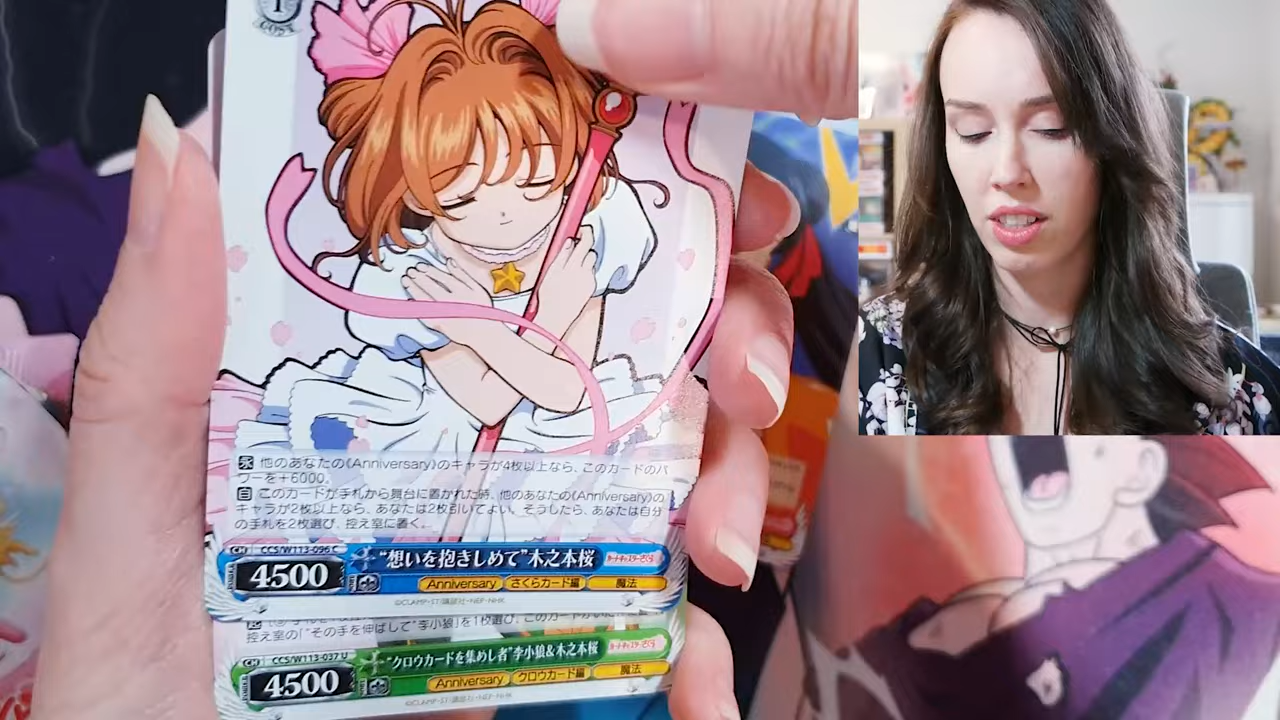 1
永 他のあなたの《Anniversary》のキャラが4枚以上なら、このカードのパ
ワーを+6000。
自 このカードが手札から舞台に置かれた時、他のあなたの《Anniversary》の
キャラが2枚以上なら、あなたは2枚引いてよい。そうしたら、あなたは自分
の手札を2枚選び、控え室に置く。
CH CCS/W113-096 C
“想いを抱きしめて”木之本桜
4500
Anniversary さくらカード編 魔法
©CLAMP・ST/講談社・NEP・NHK
控え室の「“その手を伸ばして”李小狼」を1枚選び、
CH CCS/W113-037 U
“クロウカードを集めし者”李小狼&木之本桜
4500
Anniversary クロウカード編 魔法
©CLAMP・ST/講談社・NEP・NHK